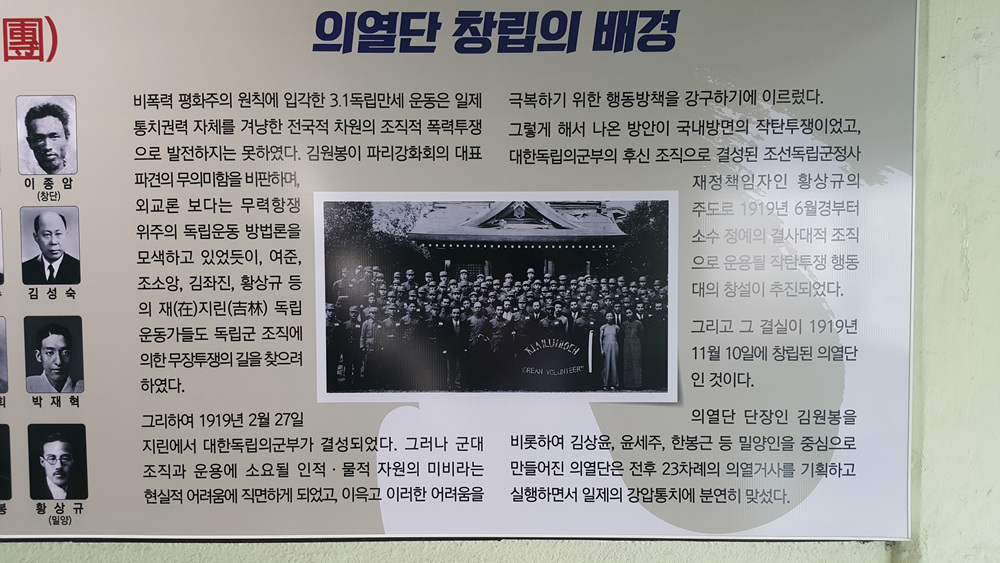 團)
의열단 창립의 배경
이 종 암
(창단)
김 성 숙
박 재 혁
황 상 규
(밀양)
비폭력 평화주의 원칙에 입각한 3.1독립만세 운동은 일제
통치권력 자체를 겨냥한 전국적 차원의 조직적 폭력투쟁
으로 발전하지는 못하였다. 김원봉이 파리강화회의 대표
파견의 무의미함을 비판하며,
외교론 보다는 무력항쟁
위주의 독립운동 방법론을
모색하고 있었듯이, 여준,
조소앙, 김좌진, 황상규 등
의 재(在)지린(吉林) 독립
운동가들도 독립군 조직에
의한 무장투쟁의 길을 찾으려
하였다.
그리하여 1919년 2월 27일
지린에서 대한독립의군부가 결성되었다. 그러나 군대
조직과 운용에 소요될 인적 · 물적 자원의 미비라는
현실적 어려움에 직면하게 되었고, 이윽고 이러한 어려움을
극복하기 위한 행동방책을 강구하기에 이르렀다.
그렇게 해서 나온 방안이 국내방면의 작탄투쟁이었고,
대한독립의군부의 후신 조직으로 결성된 조선독립군정사
재정책임자인 황상규의
주도로 1919년 6월경부터
소수 정예의 결사대적 조직
으로 운용될 작탄투쟁 행동
대의 창설이 추진되었다.
그리고 그 결실이 1919년
11월 10일에 창립된 의열단
인 것이다.
의열단 단장인 김원봉을
비롯하여 김상윤, 윤세주, 한봉근 등 밀양인을 중심으로
만들어진 의열단은 전후 23차례의 의열거사를 기획하고
실행하면서 일제의 강압통치에 분연히 맞섰다.
OREAN VOLUNTEER